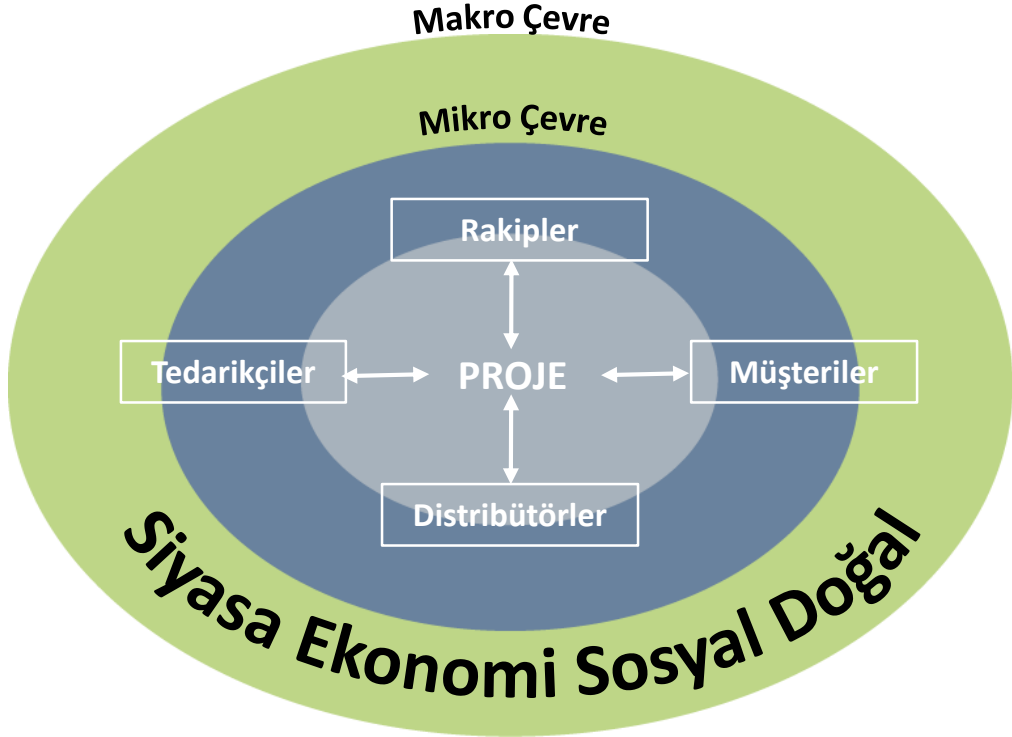 Makro Çevre
Mikro Çevre
Rakipler
Tedarikçiler
PROJE
Müşteriler
Distribütörler
Siyasa Ekonomi Sosyal Doğal